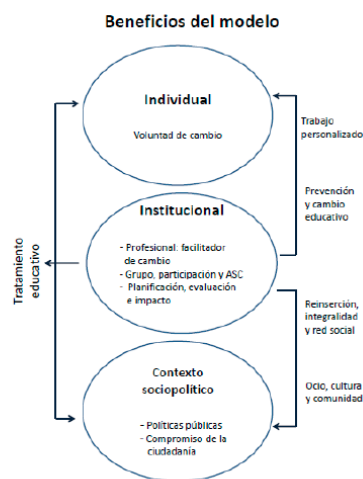 Beneficios del modelo
Individual
Voluntad de cambio
Institucional
- Profesional: facilitador
de cambio
- Grupo, participación y ASC
- Planificación, evaluación
e impacto
Contexto
sociopolítico
- Políticas públicas
- Compromiso de la
ciudadanía
Tratamiento
educativo
Trabajo
personalizado
Prevención
y cambio
educativo
Reinserción,
integralidad
y red social
Ocio, cultura
y comunidad